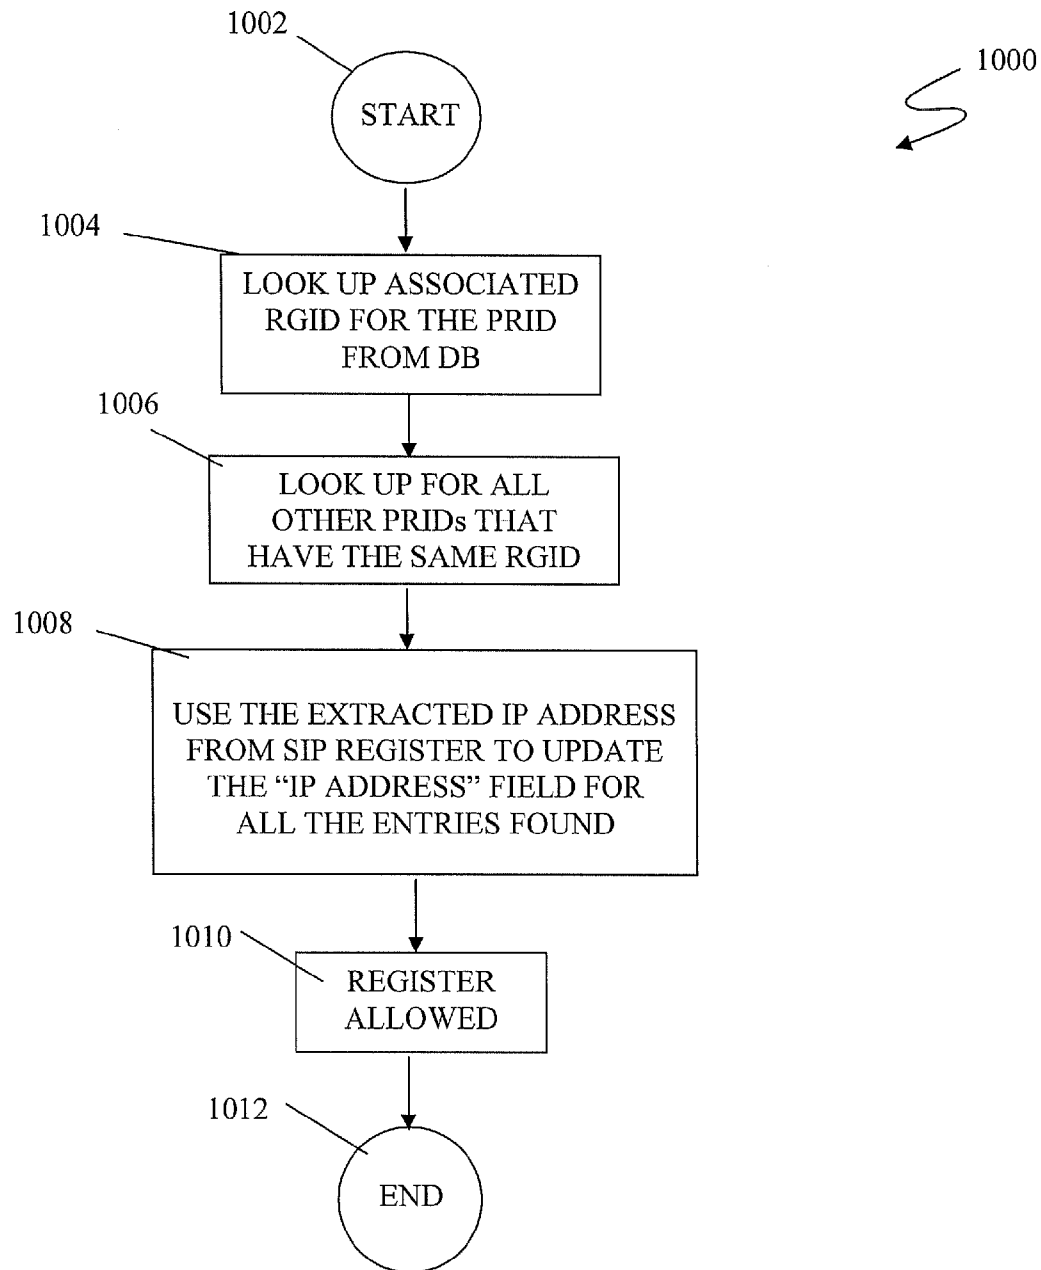 1002
1000
START
1004
LOOK UP ASSOCIATED
RGID FOR THE PRID
FROM DB
1006
LOOK UP FOR ALL
OTHER PRIDs THAT
HAVE THE SAME RGID
1008
USE THE EXTRACTED IP ADDRESS
FROM SIP REGISTER TO UPDATE
THE “IP ADDRESS” FIELD FOR
ALL THE ENTRIES FOUND
1010
REGISTER
ALLOWED
1012
END